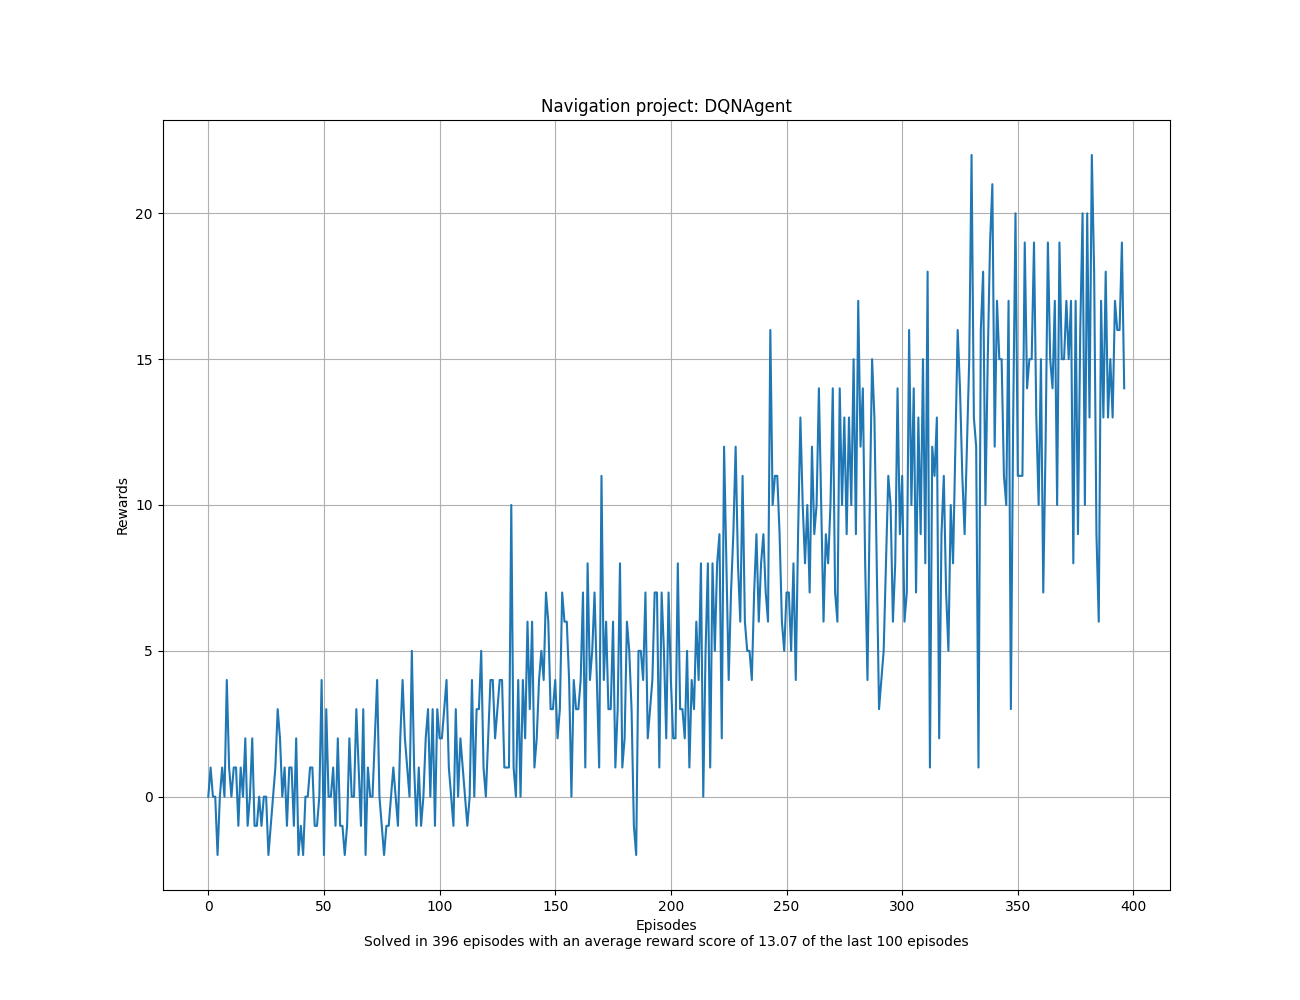 Navigation project: DQNAgent
Rewards
20
15
10
5
0
0 50 100 150 200 250 300 350 400
Episodes
Solved in 396 episodes with an average reward score of 13.07 of the last 100 episodes